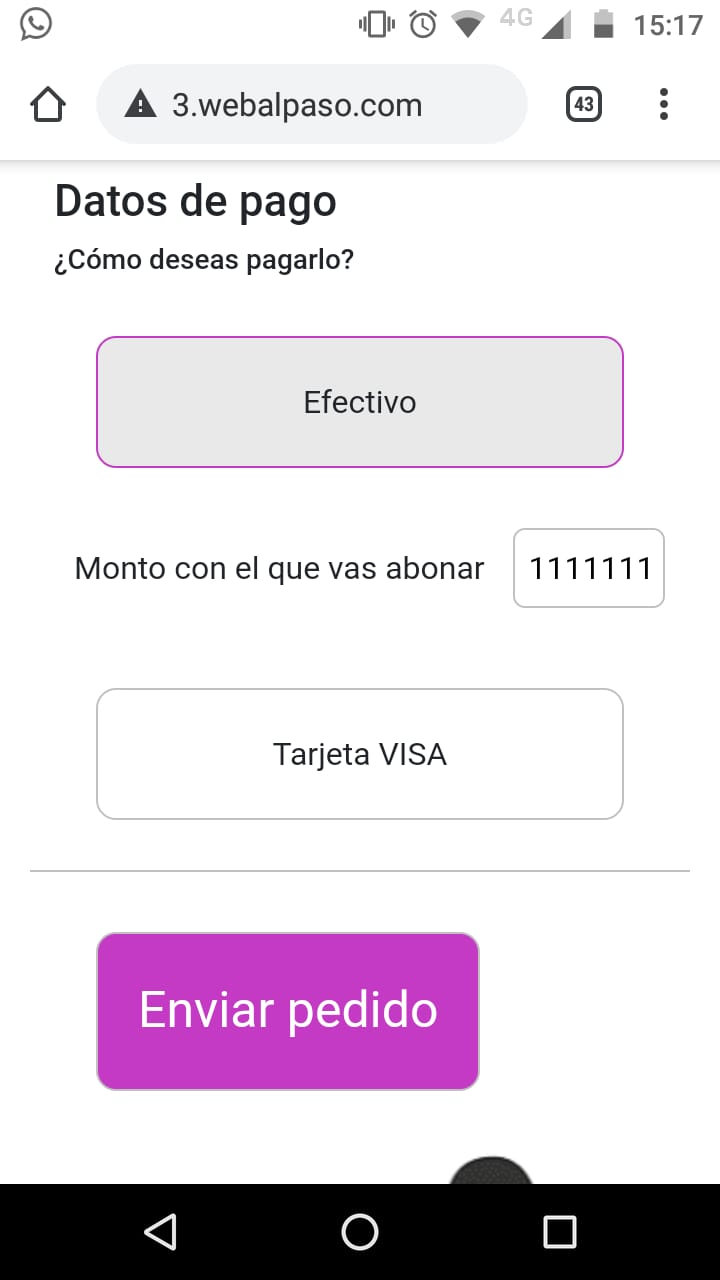 4G 15:17
3.webalpaso.com 43
Datos de pago
¿Cómo deseas pagarlo?
Efectivo
Monto con el que vas abonar 1111111
Tarjeta VISA
Enviar pedido